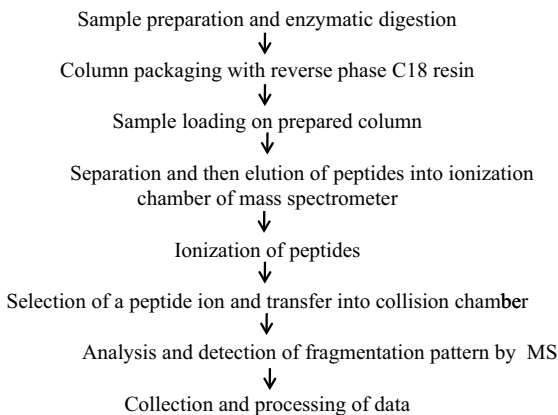 Sample preparation and enzymatic digestion
Column packaging with reverse phase C18 resin
Sample loading on prepared column
Separation and then elution of peptides into ionization
chamber of mass spectrometer
Ionization of peptides
Selection of a peptide ion and transfer into collision chamber
Analysis and detection of fragmentation pattern by MS
Collection and processing of data